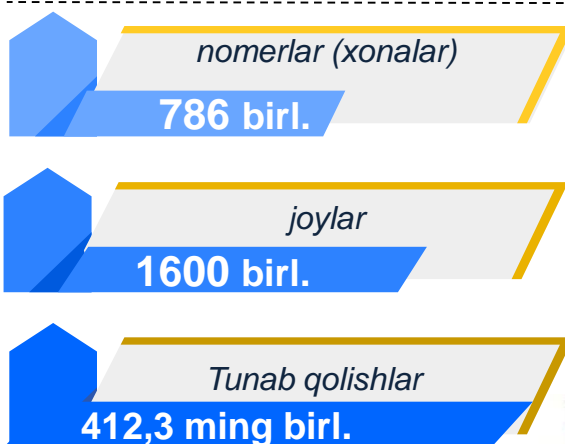 nomerlar (xonalar)
786 birl.
joylar
1600 birl.
Tunab qolishlar
412,3 ming birl.